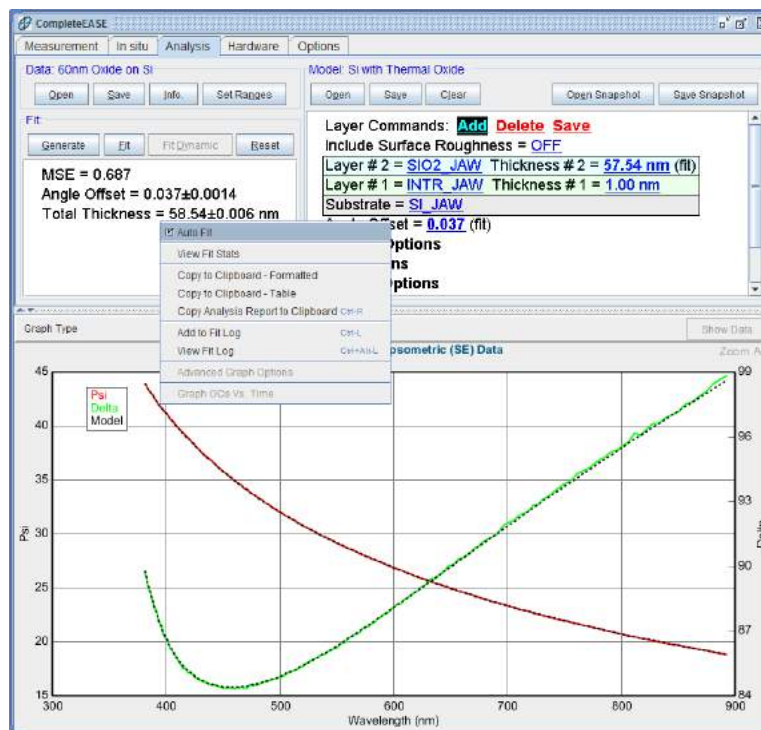 CompleteEASE
Measurement In situ Analysis Hardware Options
Data: 60nm Oxide on Si
Open Save Info. Set Ranges
Model: Si with Thermal Oxide
Open Save Clear Open Snapshot Save Snapshot
Fit:
Generate Fit Fit Dynamic Reset
MSE = 0.687
Angle Offset = 0.037±0.0014
Total Thickness = 58.54±0.006 nm
Layer Commands: Add Delete Save
Include Surface Roughness = OFF
Layer # 2 = SIO2_JAW Thickness # 2 = 57.54 nm (fit)
Layer # 1 = INTR_JAW Thickness # 1 = 1.00 nm
Substrate = SI_JAW
set = 0.037 (fit)
ptions
ns
ptions
Auto Fit
View Fit Stats
Copy to Clipboard - Formatted
Copy to Clipboard - Table
Copy Analysis Report to Clipboard Ctrl-R
Add to Fit Log Ctrl-L
View Fit Log Ctrl+Alt-L
Advanced Graph Options
Graph OCs Vs. Time
Graph Type
Show Data
psometric (SE) Data
Zoom A
Psi
Delta
Model
45
40
35
30
25
20
15
Psi
99
96
93
90
87
86
84
300 400 500 600 700 800 900
Wavelength (nm)